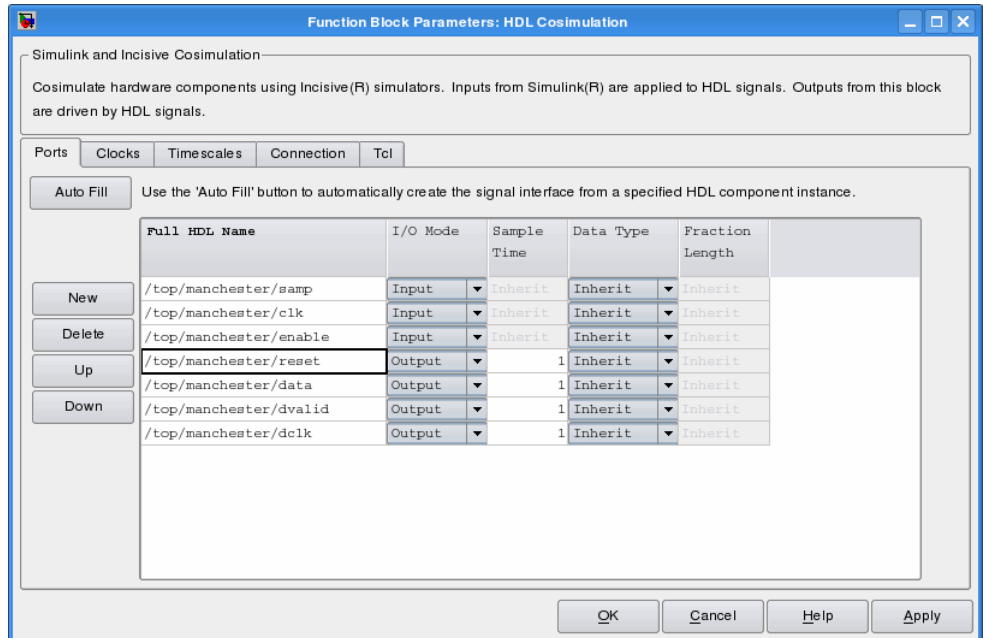 Function Block Parameters: HDL Cosimulation
Simulink and Incisive Cosimulation
Cosimulate hardware components using Incisive(R) simulators. Inputs from Simulink(R) are applied to HDL signals. Outputs from this block
are driven by HDL signals.
Ports Clocks Timescales Connection Tcl
Auto Fill Use the 'Auto Fill' button to automatically create the signal interface from a specified HDL component instance.
Full HDL Name I/O Mode Sample Time Data Type Fraction Length
/top/manchester/samp Input Inherit Inherit Inherit
/top/manchester/clk Input Inherit Inherit Inherit
/top/manchester/enable Input Inherit Inherit Inherit
/top/manchester/reset Output 1 Inherit Inherit
/top/manchester/data Output 1 Inherit Inherit
/top/manchester/dvalid Output 1 Inherit Inherit
/top/manchester/dclk Output 1 Inherit Inherit
New
Delete
Up
Down
OK Cancel Help Apply